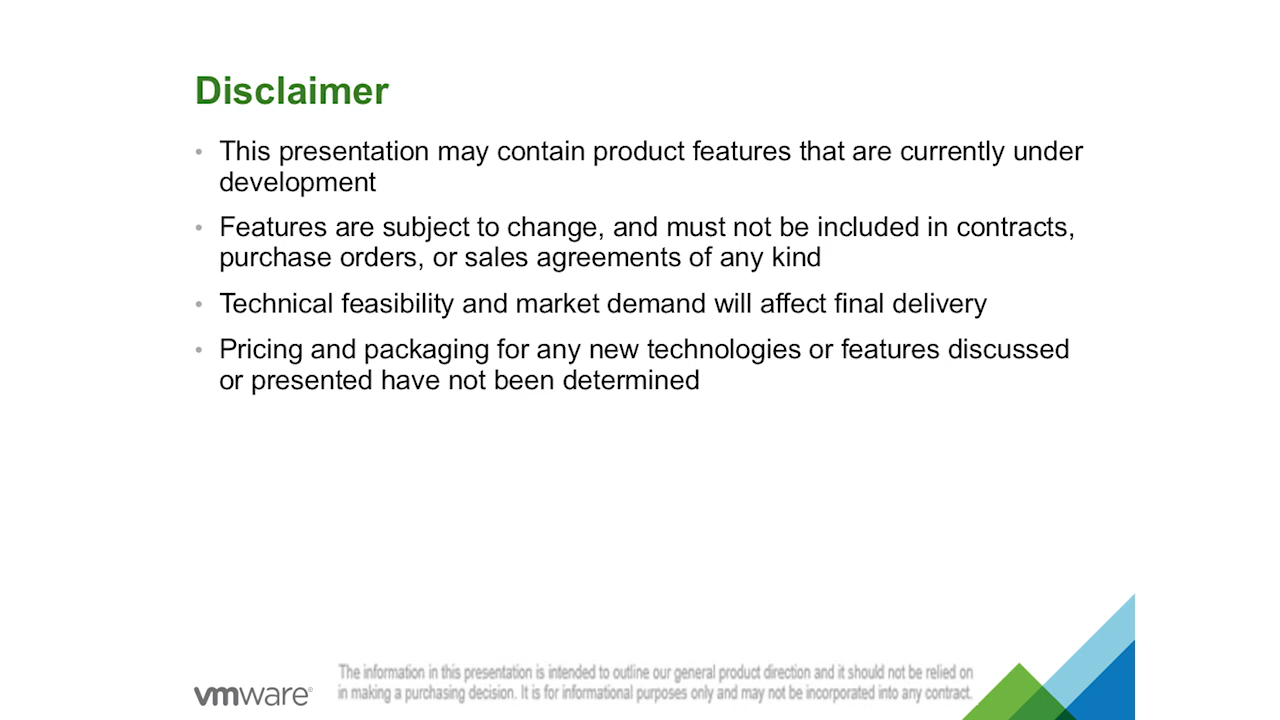 Disclaimer
• This presentation may contain product features that are currently under
development
• Features are subject to change, and must not be included in contracts,
purchase orders, or sales agreements of any kind
• Technical feasibility and market demand will affect final delivery
• Pricing and packaging for any new technologies or features discussed
or presented have not been determined
The information in this presentation is intended to outline our general product direction and it should not be relied on
in making a purchasing decision. It is for informational purposes only and may not be incorporated into any contract.
vmware®